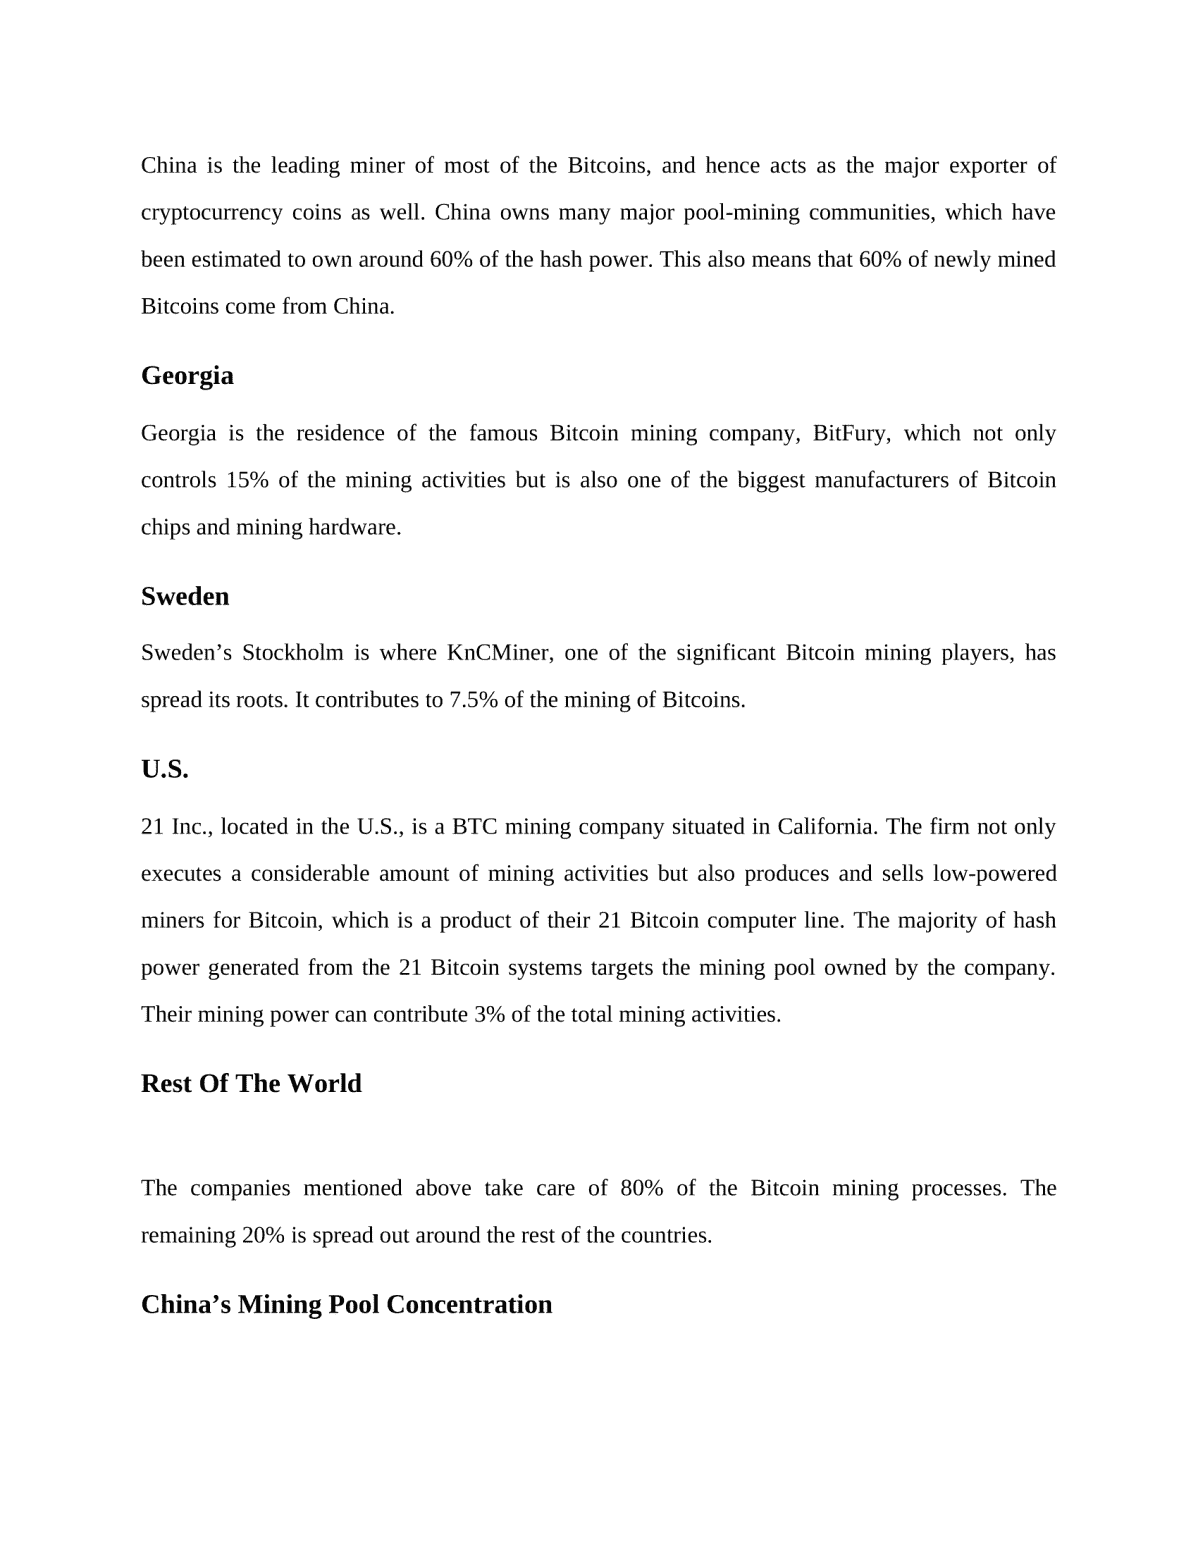 China is the leading miner of most of the Bitcoins, and hence acts as the major exporter of
cryptocurrency coins as well. China owns many major pool-mining communities, which have
been estimated to own around 60% of the hash power. This also means that 60% of newly mined
Bitcoins come from China.
Georgia
Georgia is the residence of the famous Bitcoin mining company, BitFury, which not only
controls 15% of the mining activities but is also one of the biggest manufacturers of Bitcoin
chips and mining hardware.
Sweden
Sweden’s Stockholm is where KnCMiner, one of the significant Bitcoin mining players, has
spread its roots. It contributes to 7.5% of the mining of Bitcoins.
U.S.
21 Inc., located in the U.S., is a BTC mining company situated in California. The firm not only
executes a considerable amount of mining activities but also produces and sells low-powered
miners for Bitcoin, which is a product of their 21 Bitcoin computer line. The majority of hash
power generated from the 21 Bitcoin systems targets the mining pool owned by the company.
Their mining power can contribute 3% of the total mining activities.
Rest Of The World
The companies mentioned above take care of 80% of the Bitcoin mining processes. The
remaining 20% is spread out around the rest of the countries.
China’s Mining Pool Concentration